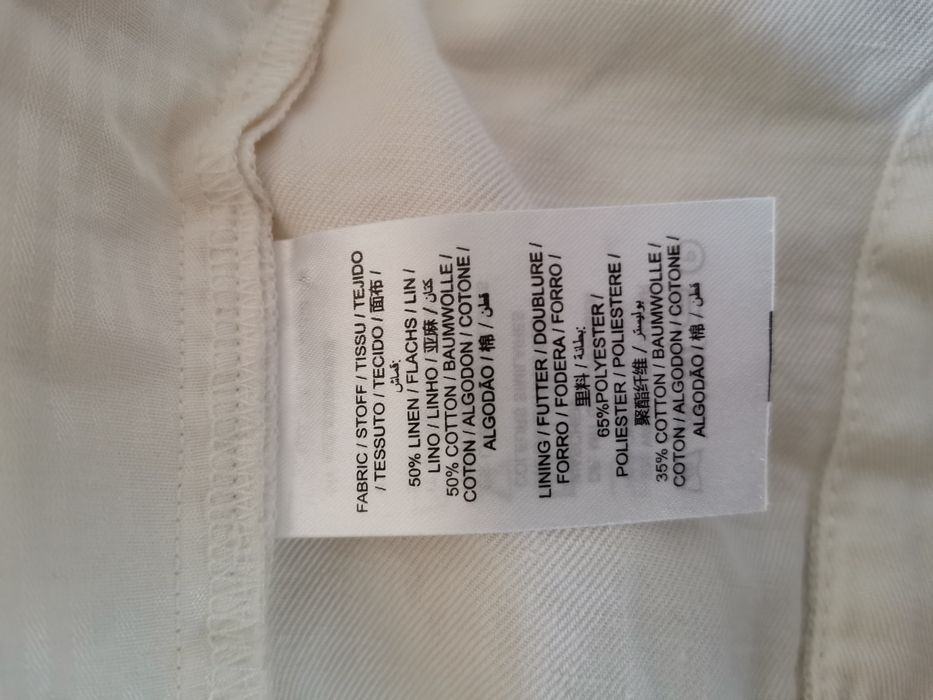 FABRIC / STOFF / TISSU / TEJIDO
/ TESSUTO / TECIDO / 面布 /
قماش:
50% LINEN / FLACHS / LIN /
LINO / LINHO / 亚麻 / كتان
50% COTTON / BAUMWOLLE /
COTON / ALGODON / COTONE /
ALGODÃO / 棉 / قطن
LINING / FUTTER / DOUBLURE /
FORRO / FODERA / FORRO /
里料 / بطانة:
65%POLYESTER /
POLIESTER / POLIESTERE /
聚酯纤维 / بوليستر
35% COTTON / BAUMWOLLE /
COTON / ALGODON / COTONE /
ALGODÃO / 棉 / قطن